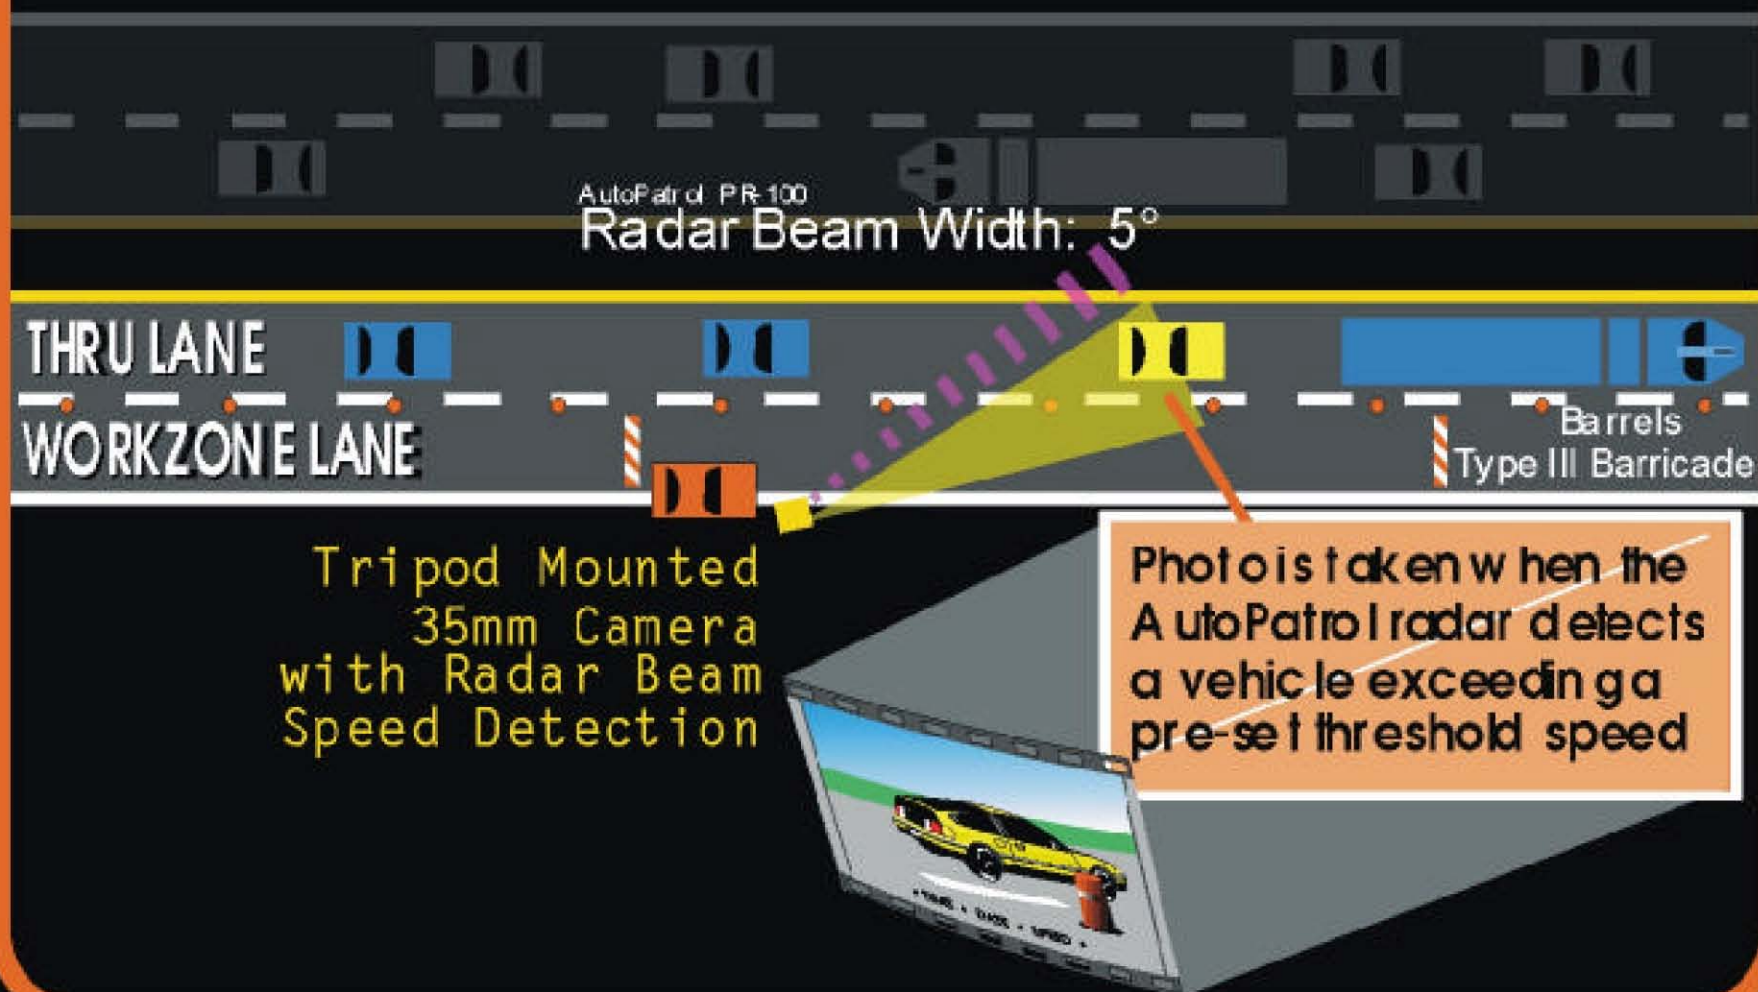 AutoPatrol PR-100
Radar Beam Width: 5°
THRU LANE
WORKZONE LANE
Barrels
Type III Barricade
Tripod Mounted
35mm Camera
with Radar Beam
Speed Detection
Photo is taken when the
AutoPatrol radar detects
a vehicle exceeding a
pre-set threshold speed